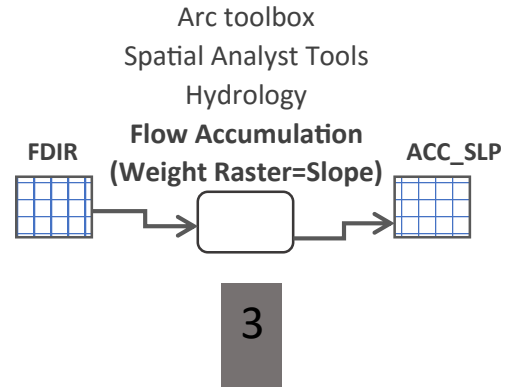 Arc toolbox
Spatial Analyst Tools
Hydrology
Flow Accumulation
(Weight Raster=Slope)
FDIR
ACC_SLP
3